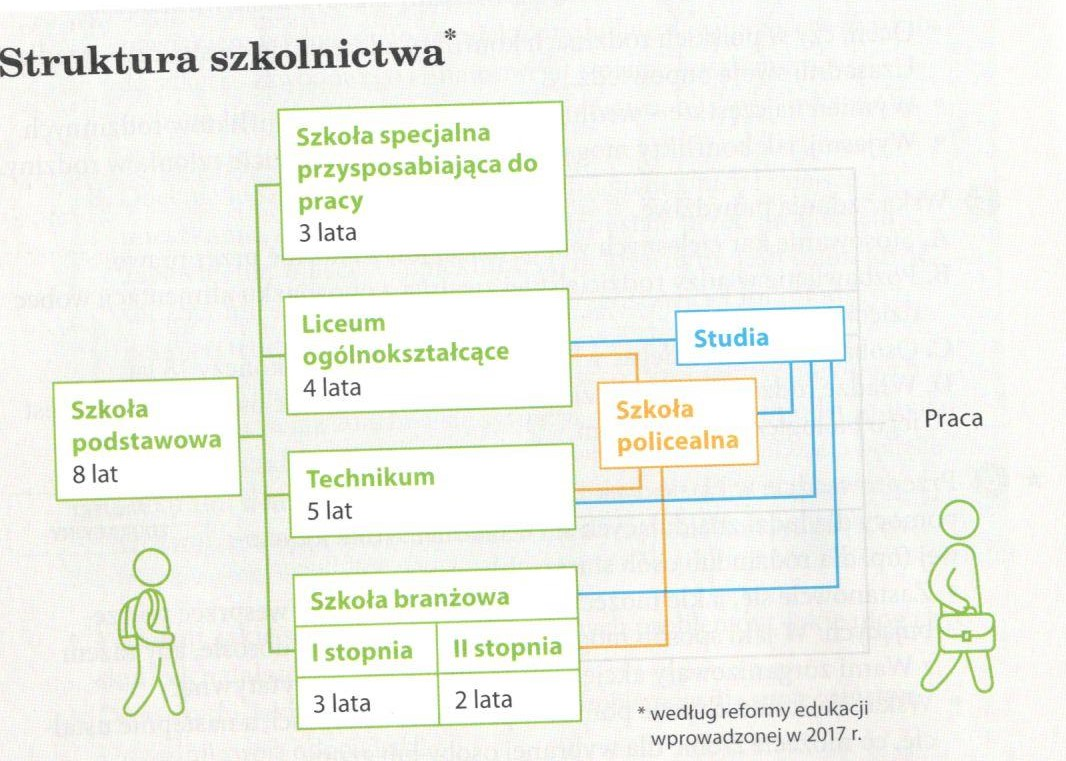 Struktura szkolnictwa*
Szkoła specjalna
przysposabiająca do
pracy
3 lata
Liceum
ogólnokształcące
4 lata
Studia
Szkoła
podstawowa
8 lat
Szkoła
policealna
Praca
Technikum
5 lat
Szkoła branżowa
I stopnia
II stopnia
3 lata
2 lata
* według reformy edukacji
wprowadzonej w 2017 r.